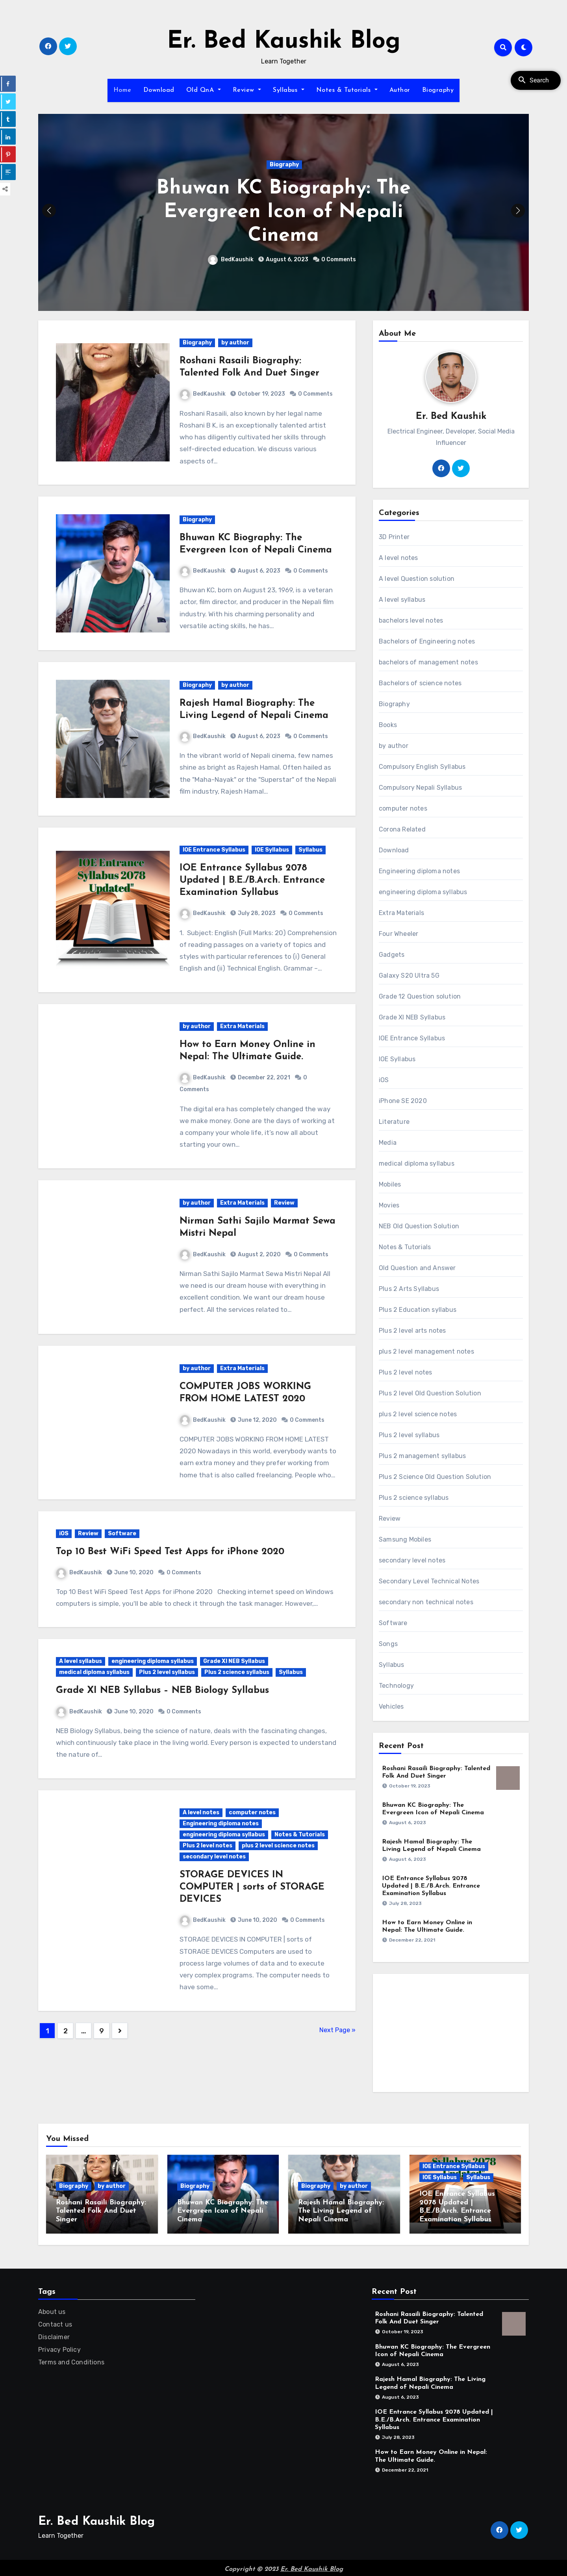 Er. Bed Kaushik Blog
Learn Together
Search
Home Download Old QnA Review Syllabus Notes & Tutorials Author Biography
Biography
Bhuwan KC Biography: The
Evergreen Icon of Nepali
Cinema
BedKaushik August 6, 2023 0 Comments
Biography by author
Roshani Rasaili Biography:
Talented Folk And Duet Singer
BedKaushik October 19, 2023 0 Comments
Roshani Rasaili, also known by her legal name
Roshani B K, is an exceptionally talented artist
who has diligently cultivated her skills through
self-directed education. We discuss various
aspects of…
Biography
Bhuwan KC Biography: The
Evergreen Icon of Nepali Cinema
BedKaushik August 6, 2023 0 Comments
Bhuwan KC, born on August 23, 1969, is a veteran
actor, film director, and producer in the Nepali film
industry. With his charming personality and
versatile acting skills, he has…
Biography by author
Rajesh Hamal Biography: The
Living Legend of Nepali Cinema
BedKaushik August 6, 2023 0 Comments
In the vibrant world of Nepali cinema, few names
shine as bright as Rajesh Hamal. Often hailed as
the "Maha-Nayak" or the "Superstar" of the Nepali
film industry, Rajesh Hamal…
IOE Entrance
Syllabus 2078
Updated"
IOE Entrance Syllabus IOE Syllabus Syllabus
IOE Entrance Syllabus 2078
Updated | B.E./B.Arch. Entrance
Examination Syllabus
BedKaushik July 28, 2023 0 Comments
1. Subject: English (Full Marks: 20) Comprehension
of reading passages on a variety of topics and
styles with particular references to (i) General
English and (ii) Technical English. Grammar –…
by author Extra Materials
How to Earn Money Online in
Nepal: The Ultimate Guide.
BedKaushik December 22, 2021 0
Comments
The digital era has completely changed the way
we make money. Gone are the days of working at
a company your whole life, it's now all about
starting your own…
by author Extra Materials Review
Nirman Sathi Sajilo Marmat Sewa
Mistri Nepal
BedKaushik August 2, 2020 0 Comments
Nirman Sathi Sajilo Marmat Sewa Mistri Nepal All
we need is our dream house with everything in
excellent condition. We want our dream house
perfect. All the services related to…
by author Extra Materials
COMPUTER JOBS WORKING
FROM HOME LATEST 2020
BedKaushik June 12, 2020 0 Comments
COMPUTER JOBS WORKING FROM HOME LATEST
2020 Nowadays in this world, everybody wants to
earn extra money and they prefer working from
home that is also called freelancing. People who…
iOS Review Software
Top 10 Best WiFi Speed Test Apps for iPhone 2020
BedKaushik June 10, 2020 0 Comments
Top 10 Best WiFi Speed Test Apps for iPhone 2020 Checking internet speed on Windows
computers is simple, you'll be able to check it through the task manager. However,…
A level syllabus engineering diploma syllabus Grade XI NEB Syllabus
medical diploma syllabus Plus 2 level syllabus Plus 2 science syllabus Syllabus
Grade XI NEB Syllabus – NEB Biology Syllabus
BedKaushik June 10, 2020 0 Comments
NEB Biology Syllabus, being the science of nature, deals with the fascinating changes,
which continuously take place in the living world. Every person is expected to understand
the nature of…
A level notes computer notes
Engineering diploma notes
engineering diploma syllabus Notes & Tutorials
Plus 2 level notes plus 2 level science notes
secondary level notes
STORAGE DEVICES IN
COMPUTER | sorts of STORAGE
DEVICES
BedKaushik June 10, 2020 0 Comments
STORAGE DEVICES IN COMPUTER | sorts of
STORAGE DEVICES Computers are used to
process large volumes of data and to execute
very complex programs. The computer needs to
have some…
1 2 … 9
Next Page »
About Me
Er. Bed Kaushik
Electrical Engineer, Developer, Social Media
Influencer
Categories
3D Printer
A level notes
A level Question solution
A level syllabus
bachelors level notes
Bachelors of Engineering notes
bachelors of management notes
Bachelors of science notes
Biography
Books
by author
Compulsory English Syllabus
Compulsory Nepali Syllabus
computer notes
Corona Related
Download
Engineering diploma notes
engineering diploma syllabus
Extra Materials
Four Wheeler
Gadgets
Galaxy S20 Ultra 5G
Grade 12 Question solution
Grade XI NEB Syllabus
IOE Entrance Syllabus
IOE Syllabus
iOS
iPhone SE 2020
Literature
Media
medical diploma syllabus
Mobiles
Movies
NEB Old Question Solution
Notes & Tutorials
Old Question and Answer
Plus 2 Arts Syllabus
Plus 2 Education syllabus
Plus 2 level arts notes
plus 2 level management notes
Plus 2 level notes
Plus 2 level Old Question Solution
plus 2 level science notes
Plus 2 level syllabus
Plus 2 management syllabus
Plus 2 Science Old Question Solution
Plus 2 science syllabus
Review
Samsung Mobiles
secondary level notes
Secondary Level Technical Notes
secondary non technical notes
Software
Songs
Syllabus
Technology
Vehicles
Recent Post
Roshani Rasaili Biography: Talented
Folk And Duet Singer
October 19, 2023
Bhuwan KC Biography: The
Evergreen Icon of Nepali Cinema
August 6, 2023
Rajesh Hamal Biography: The
Living Legend of Nepali Cinema
August 6, 2023
IOE Entrance Syllabus 2078
Updated | B.E./B.Arch. Entrance
Examination Syllabus
July 28, 2023
How to Earn Money Online in
Nepal: The Ultimate Guide.
December 22, 2021
You Missed
Biography by author
Roshani Rasaili Biography:
Talented Folk And Duet
Singer
Biography
Bhuwan KC Biography: The
Evergreen Icon of Nepali
Cinema
Biography by author
Rajesh Hamal Biography:
The Living Legend of
Nepali Cinema
IOE Entrance Syllabus
IOE Syllabus Syllabus
IOE Entrance Syllabus
2078 Updated |
B.E./B.Arch. Entrance
Examination Syllabus
Tags
About us
Contact us
Disclaimer
Privacy Policy
Terms and Conditions
Recent Post
Roshani Rasaili Biography: Talented
Folk And Duet Singer
October 19, 2023
Bhuwan KC Biography: The Evergreen
Icon of Nepali Cinema
August 6, 2023
Rajesh Hamal Biography: The Living
Legend of Nepali Cinema
August 6, 2023
IOE Entrance Syllabus 2078 Updated |
B.E./B.Arch. Entrance Examination
Syllabus
July 28, 2023
How to Earn Money Online in Nepal:
The Ultimate Guide.
December 22, 2021
Er. Bed Kaushik Blog
Learn Together
Copyright © 2023 Er. Bed Kaushik Blog